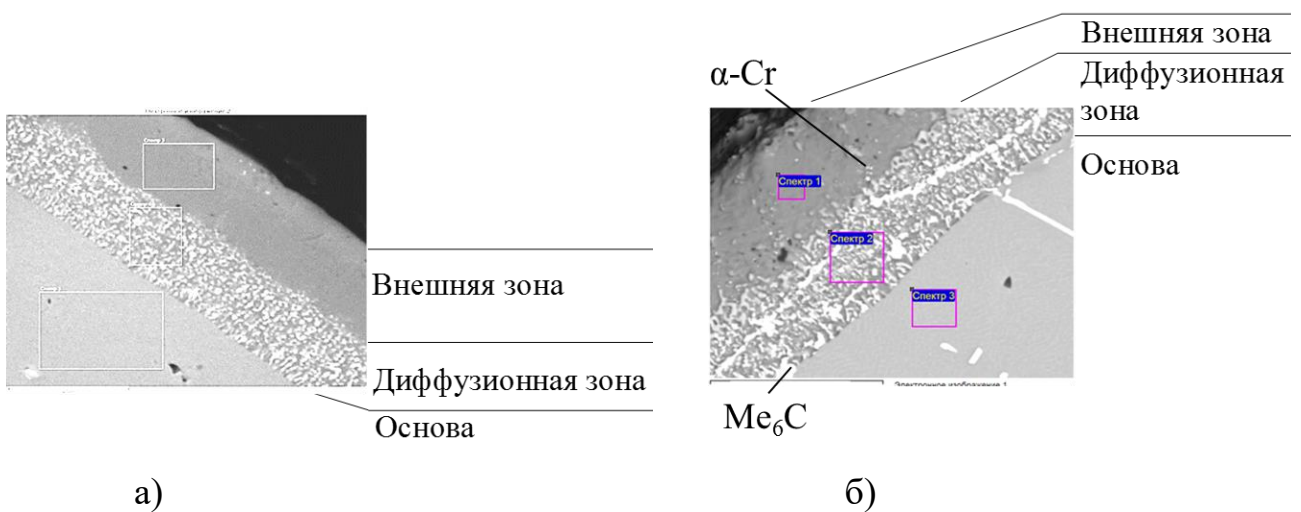 Внешняя зона
Диффузионная зона
Основа
а)
Внешняя зона
Диффузионная
зона
Основа
α-Cr
Спектр 1
Спектр 2
Спектр 3
Электронное изображение 1
Me₆C
б)